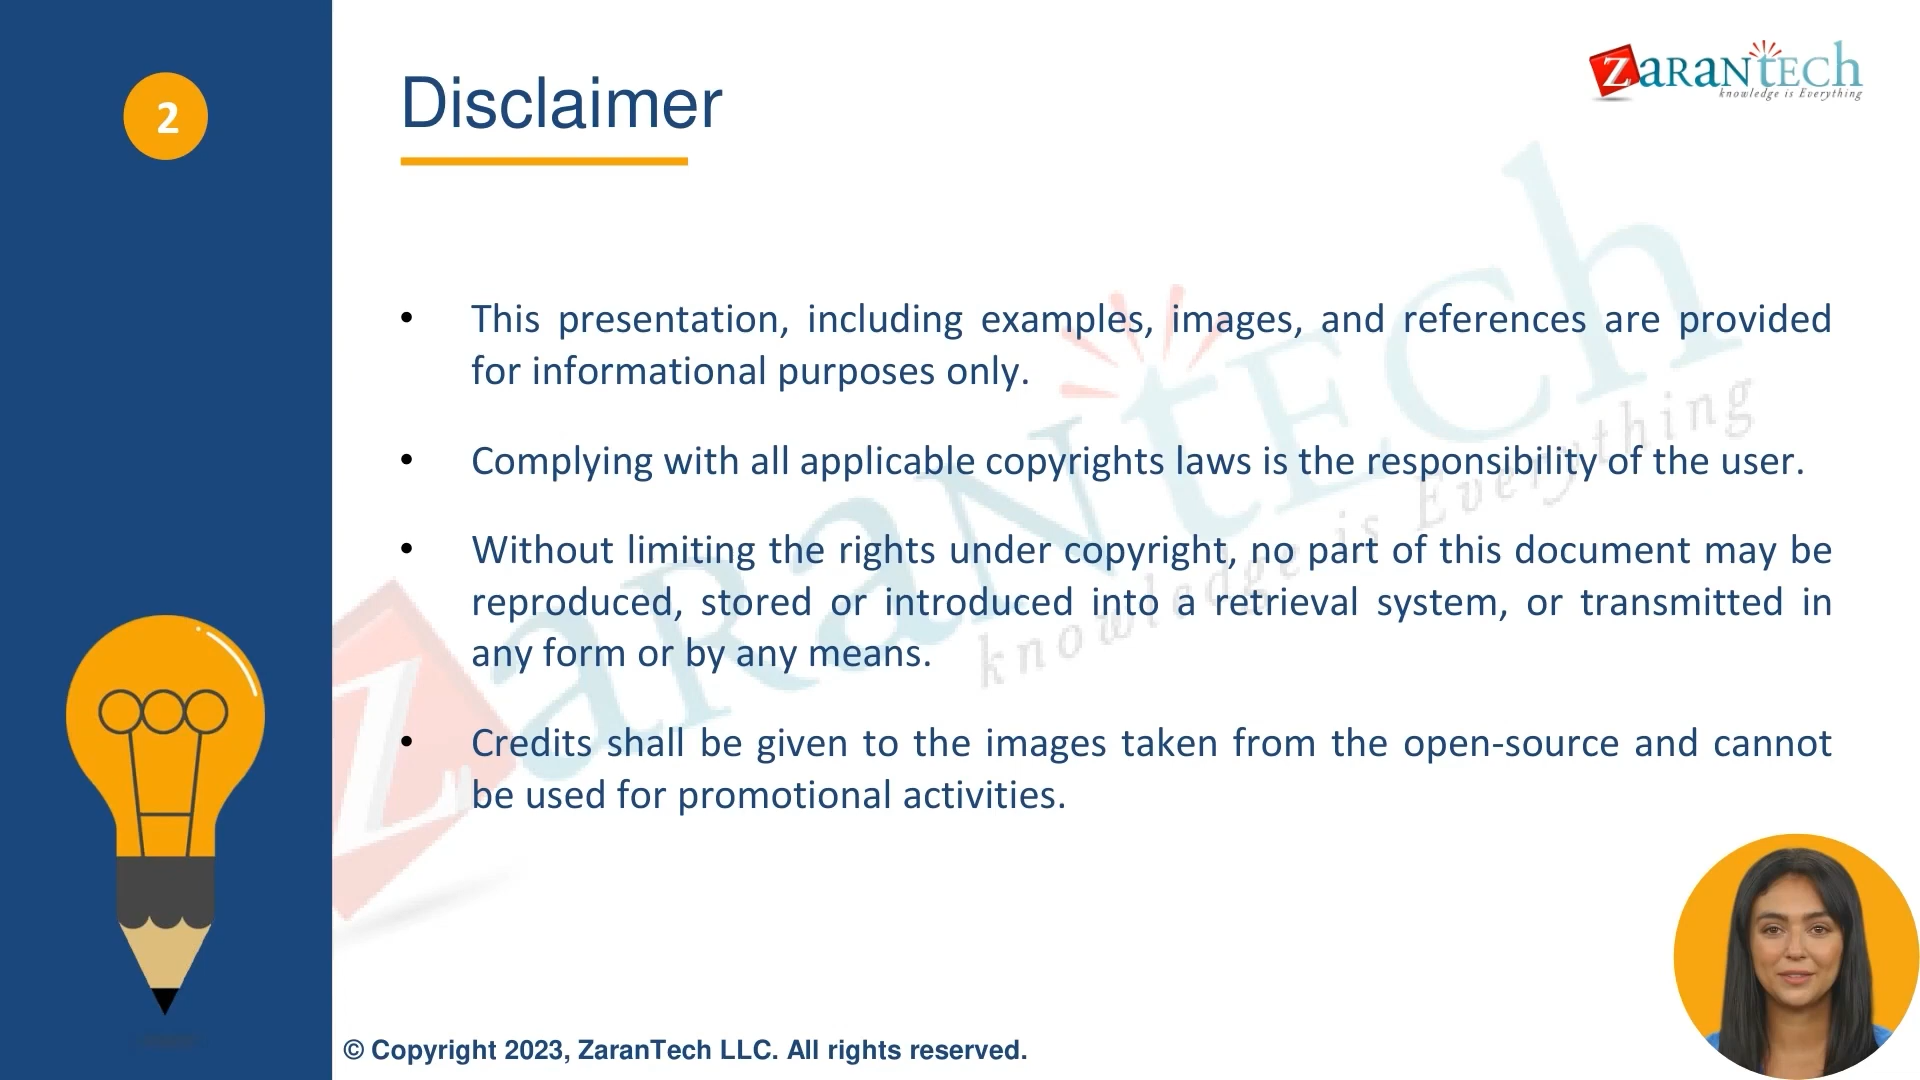 2
Disclaimer
ZaranTech
knowledge is Everything
• This presentation, including examples, images, and references are provided
for informational purposes only.
• Complying with all applicable copyrights laws is the responsibility of the user.
• Without limiting the rights under copyright, no part of this document may be
reproduced, stored or introduced into a retrieval system, or transmitted in
any form or by any means.
• Credits shall be given to the images taken from the open-source and cannot
be used for promotional activities.
ZaranTech
knowledge is Everything
© Copyright 2023, ZaranTech LLC. All rights reserved.